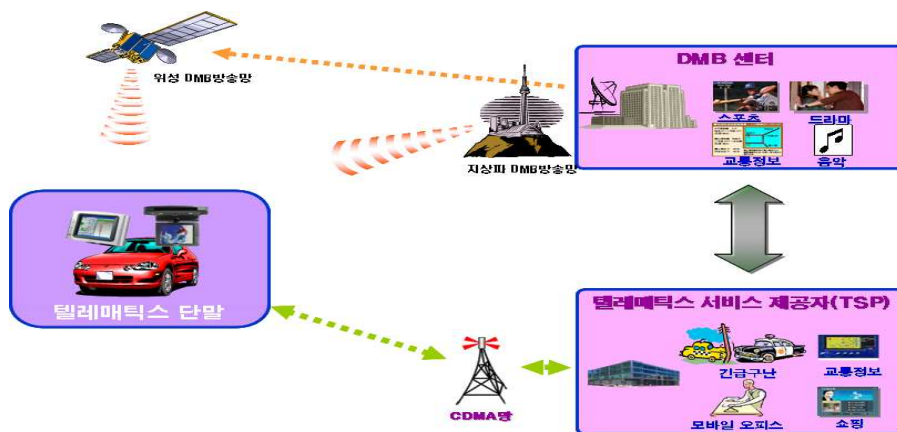 DMB 센터
위성 DMB방송망
스포츠
드라마
지상파 DMB방송망
교통정보
음악
텔레매틱스 단말
텔레매틱스 서비스 제공자(TSP)
긴급구난
교통정보
CDMA망
모바일 오피스
쇼핑